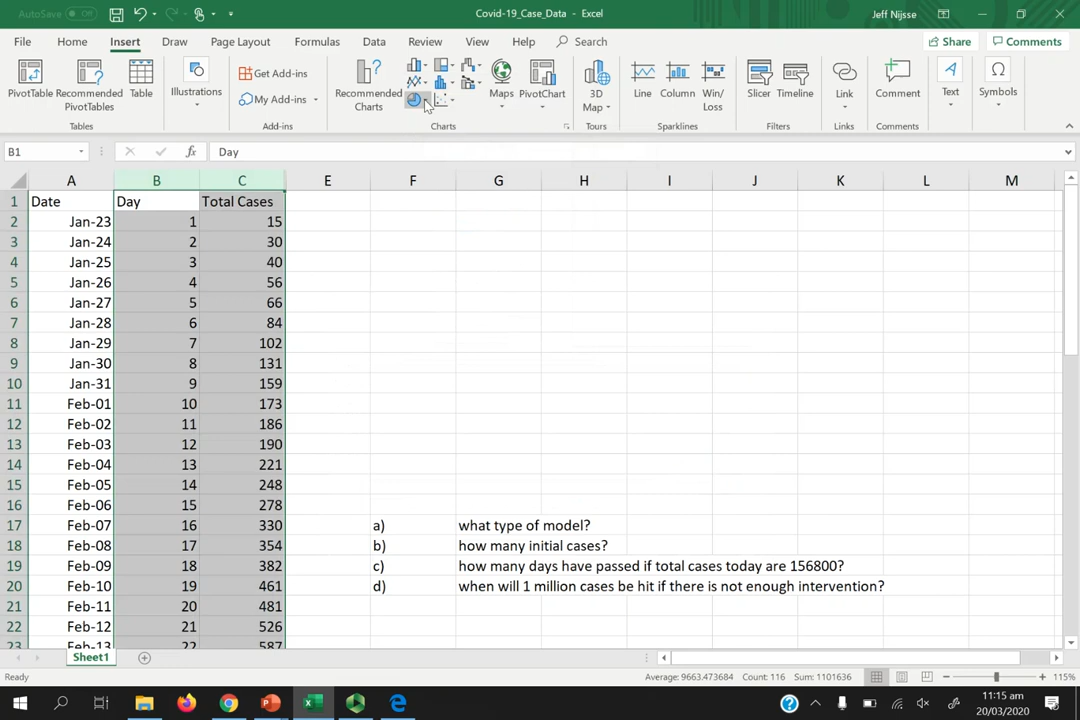 AutoSave Off
Covid-19_Case_Data - Excel
Jeff Nijsse
File Home Insert Draw Page Layout Formulas Data Review View Help Search
Share Comments
PivotTable Recommended PivotTables Table Illustrations
Get Add-ins
My Add-ins
Recommended Charts
Maps PivotChart 3D Map Line Column Win/Loss Slicer Timeline Link Comment Text Symbols
Tables Add-ins Charts Tours Sparklines Filters Links Comments
B1 fx Day
A B C E F G H I J K L M
1 Date Day Total Cases
2 Jan-23 1 15
3 Jan-24 2 30
4 Jan-25 3 40
5 Jan-26 4 56
6 Jan-27 5 66
7 Jan-28 6 84
8 Jan-29 7 102
9 Jan-30 8 131
10 Jan-31 9 159
11 Feb-01 10 173
12 Feb-02 11 186
13 Feb-03 12 190
14 Feb-04 13 221
15 Feb-05 14 248
16 Feb-06 15 278
17 Feb-07 16 330 a) what type of model?
18 Feb-08 17 354 b) how many initial cases?
19 Feb-09 18 382 c) how many days have passed if total cases today are 156800?
20 Feb-10 19 461 d) when will 1 million cases be hit if there is not enough intervention?
21 Feb-11 20 481
22 Feb-12 21 526
23 Feb-13 22 587
Sheet1
Ready
Average: 9663.473684 Count: 116 Sum: 1101636
115%
11:15 am
20/03/2020